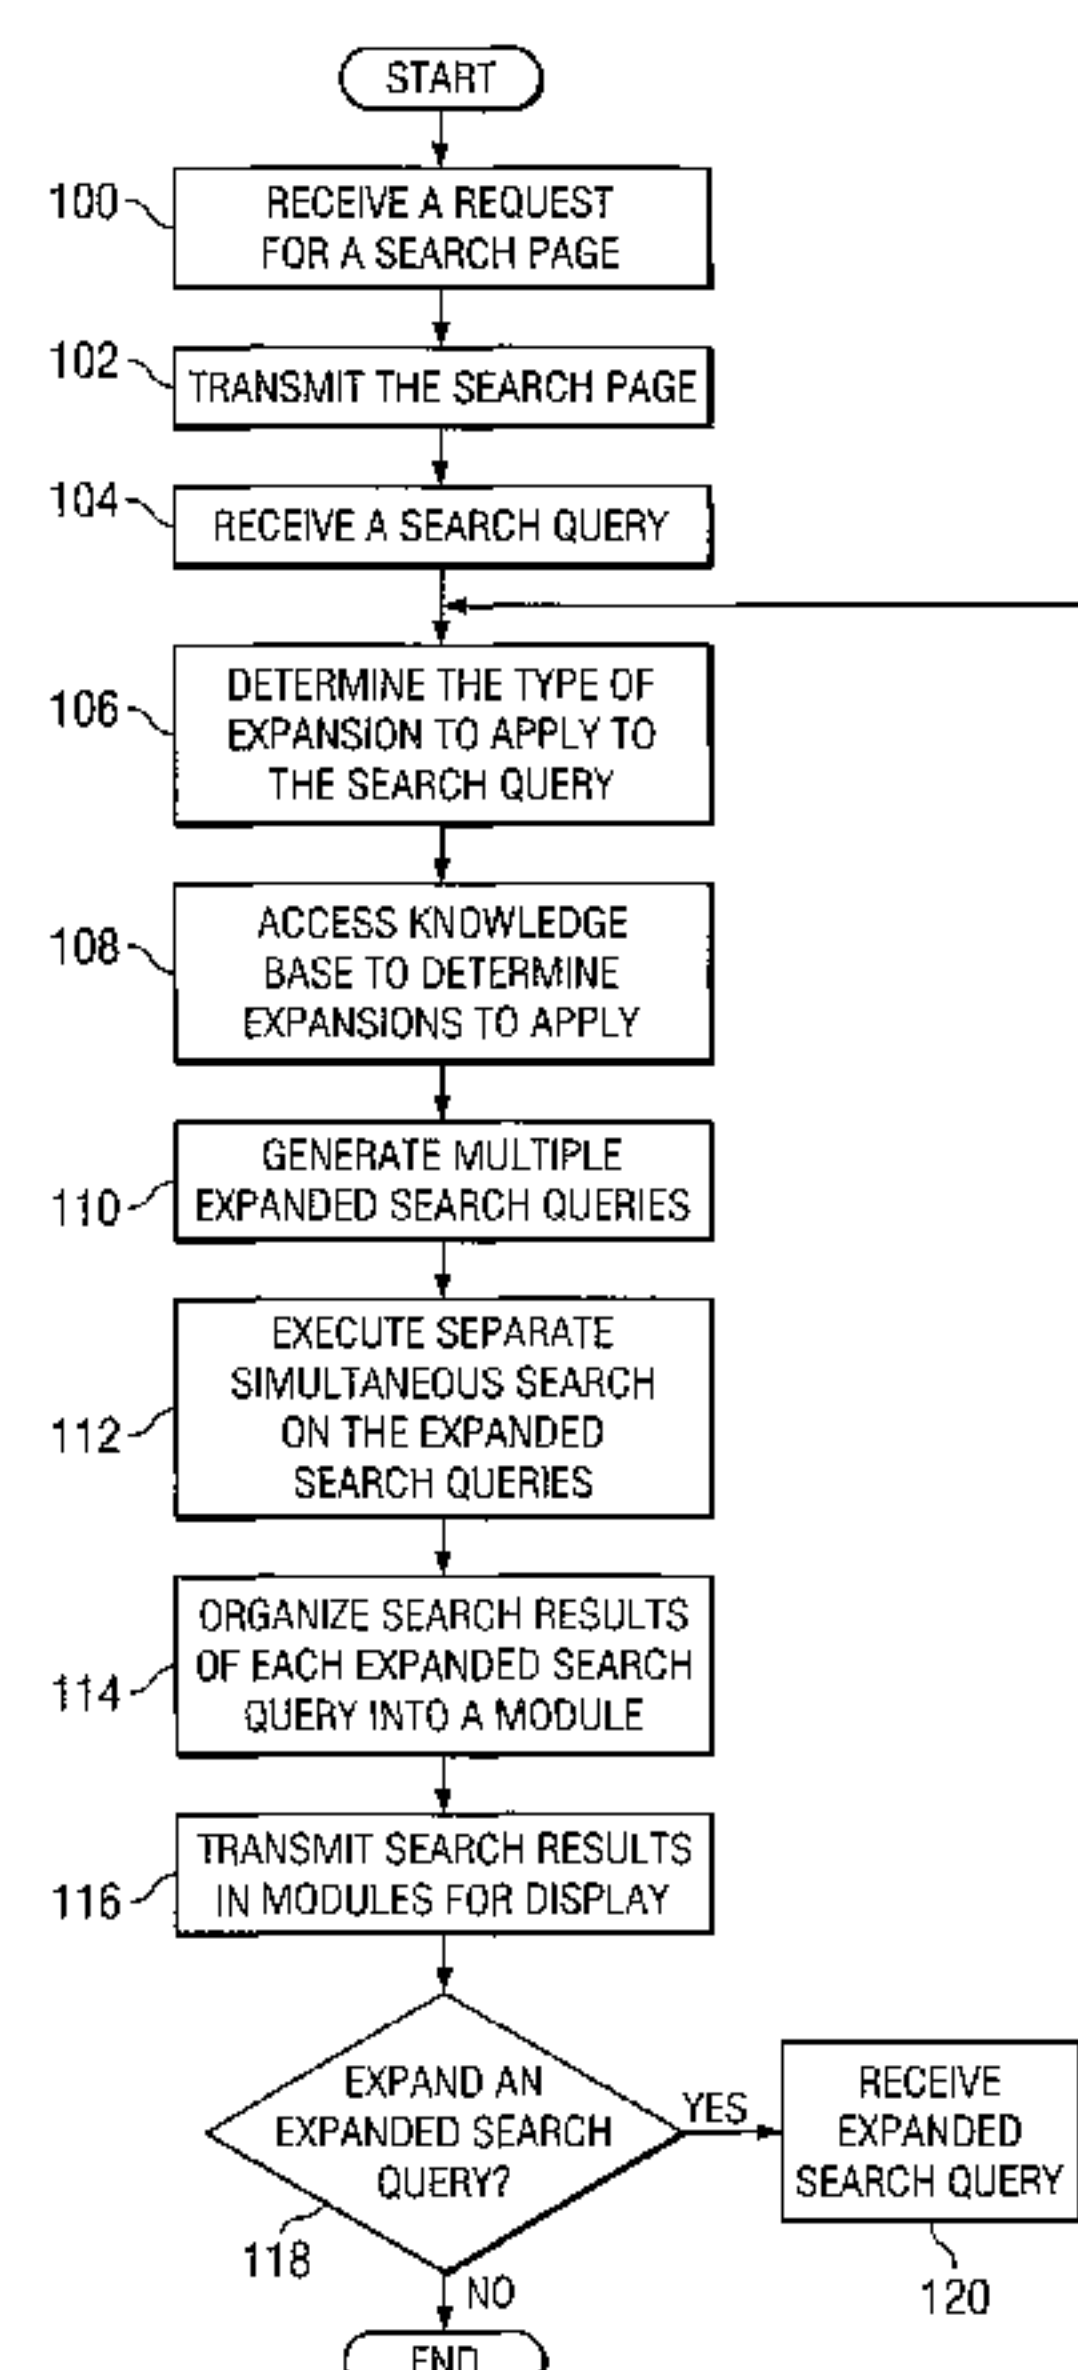 START
100
RECEIVE A REQUEST
FOR A SEARCH PAGE
102
TRANSMIT THE SEARCH PAGE
104
RECEIVE A SEARCH QUERY
106
DETERMINE THE TYPE OF
EXPANSION TO APPLY TO
THE SEARCH QUERY
108
ACCESS KNOWLEDGE
BASE TO DETERMINE
EXPANSIONS TO APPLY
110
GENERATE MULTIPLE
EXPANDED SEARCH QUERIES
112
EXECUTE SEPARATE
SIMULTANEOUS SEARCH
ON THE EXPANDED
SEARCH QUERIES
114
ORGANIZE SEARCH RESULTS
OF EACH EXPANDED SEARCH
QUERY INTO A MODULE
116
TRANSMIT SEARCH RESULTS
IN MODULES FOR DISPLAY
EXPAND AN
EXPANDED SEARCH
QUERY?
118
YES
RECEIVE
EXPANDED
SEARCH QUERY
120
NO
END